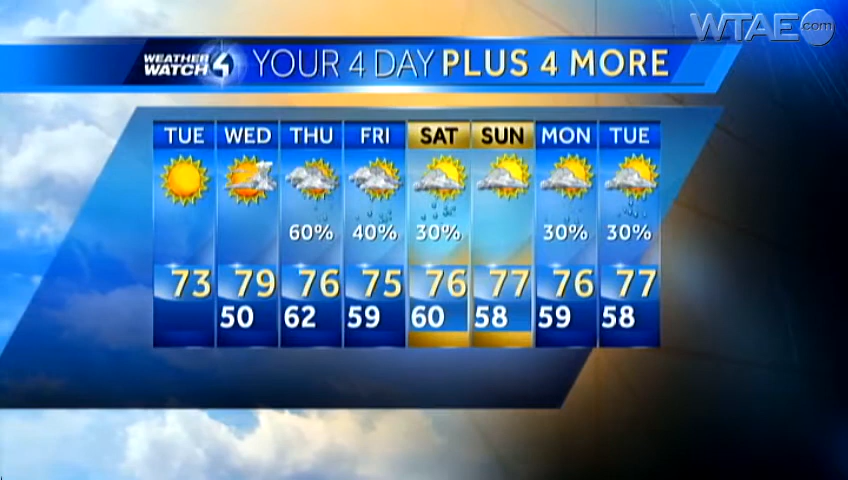 WTAE.com
WEATHER WATCH 4 YOUR 4 DAY PLUS 4 MORE
TUE WED THU FRI SAT SUN MON TUE
60% 40% 30% 30% 30%
73 79 76 75 76 77 76 77
50 62 59 60 58 59 58